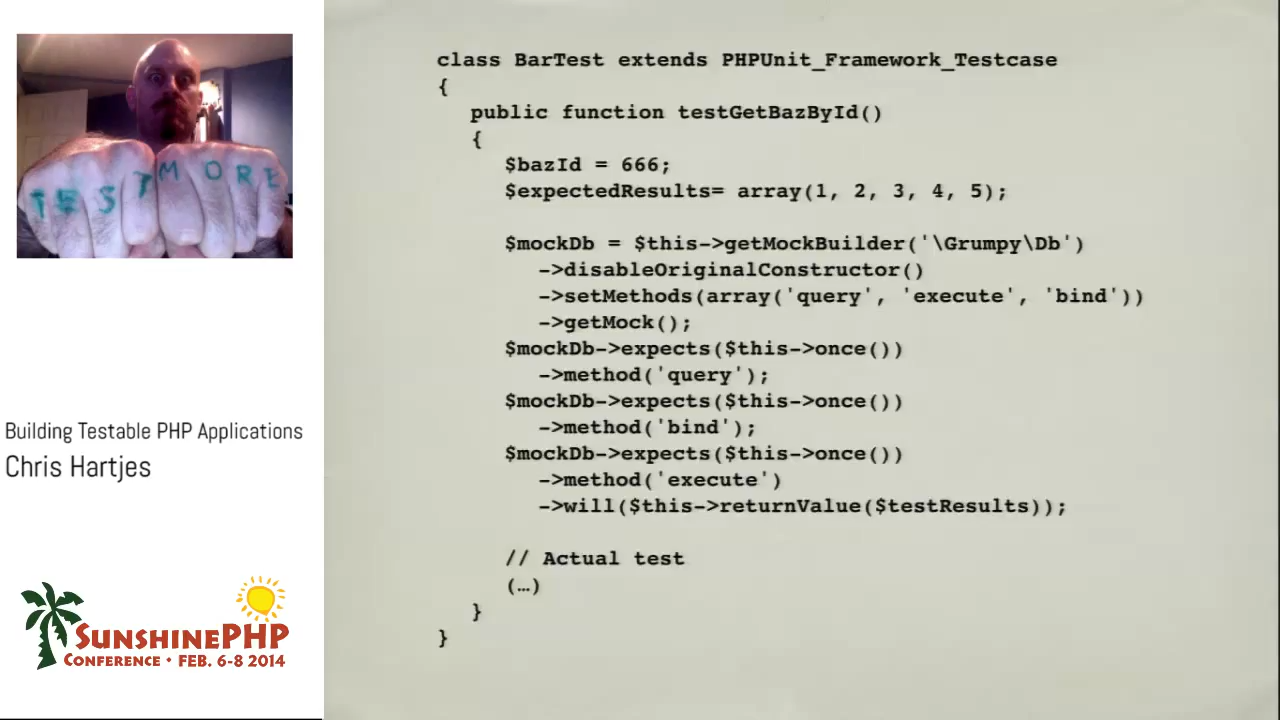 TEST MORE
Building Testable PHP Applications
Chris Hartjes
SUNSHINEPHP
CONFERENCE • FEB. 6-8 2014
class BarTest extends PHPUnit_Framework_Testcase
{
public function testGetBazById()
{
$bazId = 666;
$expectedResults= array(1, 2, 3, 4, 5);
$mockDb = $this->getMockBuilder('\Grumpy\Db')
->disableOriginalConstructor()
->setMethods(array('query', 'execute', 'bind'))
->getMock();
$mockDb->expects($this->once())
->method('query');
$mockDb->expects($this->once())
->method('bind');
$mockDb->expects($this->once())
->method('execute')
->will($this->returnValue($testResults));
// Actual test
(…)
}
}